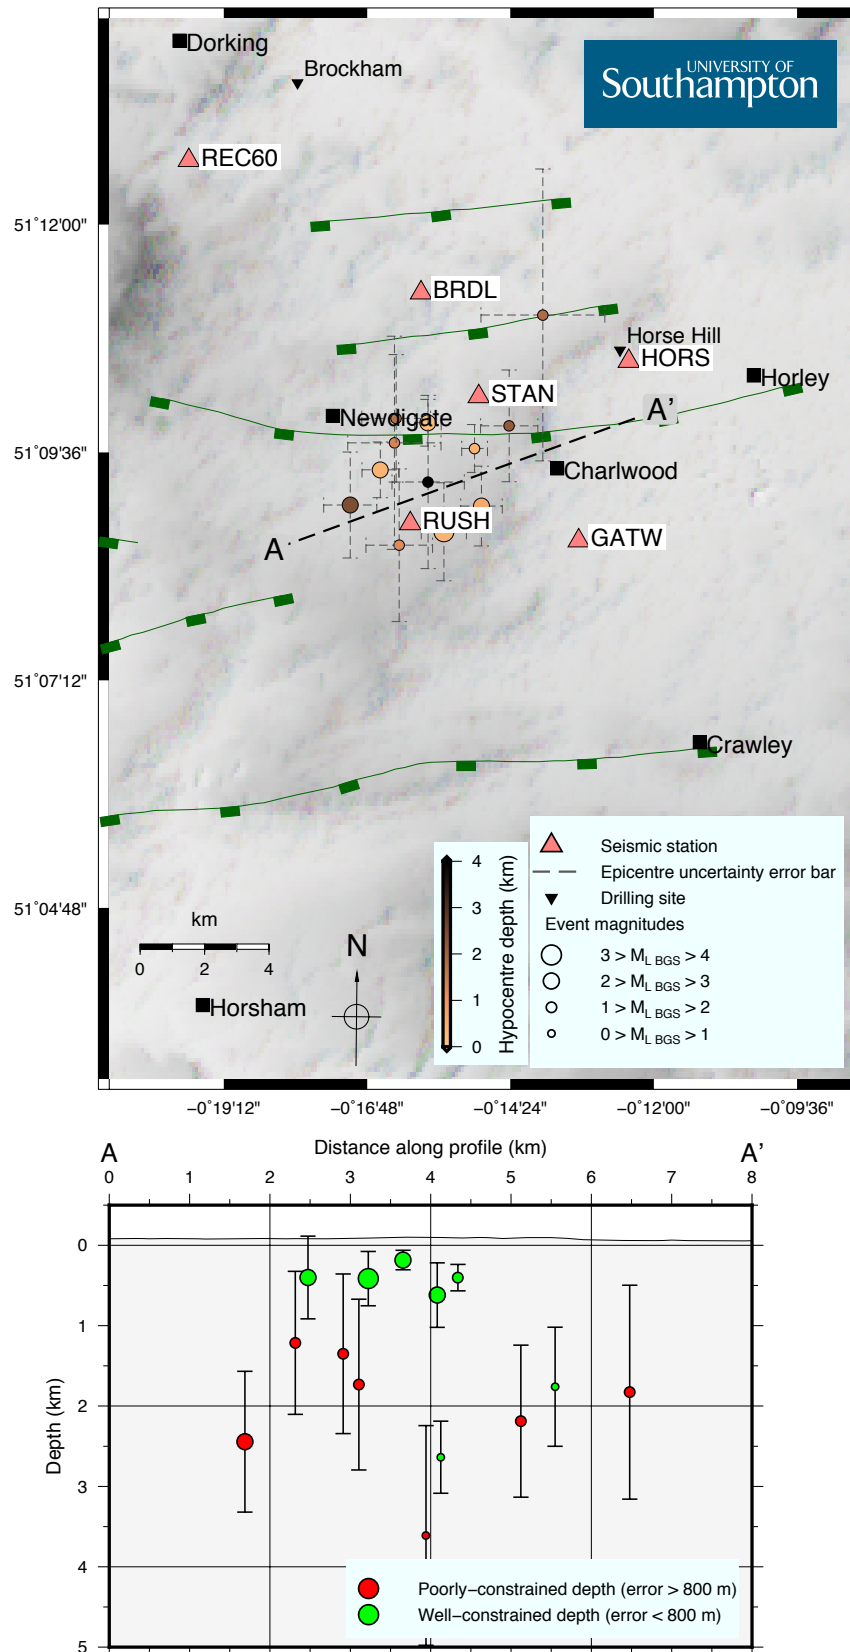 Dorking
Brockham
UNIVERSITY OF
Southampton
REC60
51°12'00"
BRDL
Horse Hill
HORS
Horley
STAN
Newdigate
A'
51°09'36"
Charlwood
RUSH
A
GATW
51°07'12"
Crawley
Seismic station
Epicentre uncertainty error bar
Drilling site
Event magnitudes
3 > ML BGS > 4
2 > ML BGS > 3
1 > ML BGS > 2
0 > ML BGS > 1
Hypocentre depth (km)
4
3
2
1
0
51°04'48"
km
0 2 4
N
Horsham
−0°19'12" −0°16'48" −0°14'24" −0°12'00" −0°09'36"
Distance along profile (km)
A A'
0 1 2 3 4 5 6 7 8
Depth (km)
0 0
1 1
2 2
3 3
4 4
5 5
Poorly−constrained depth (error > 800 m)
Well−constrained depth (error < 800 m)